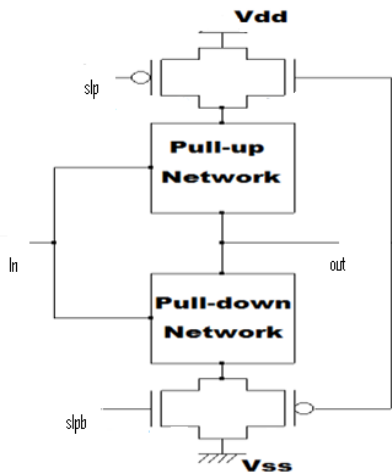 Vdd
slp
Pull-up
Network
In
out
Pull-down
Network
slpb
Vss